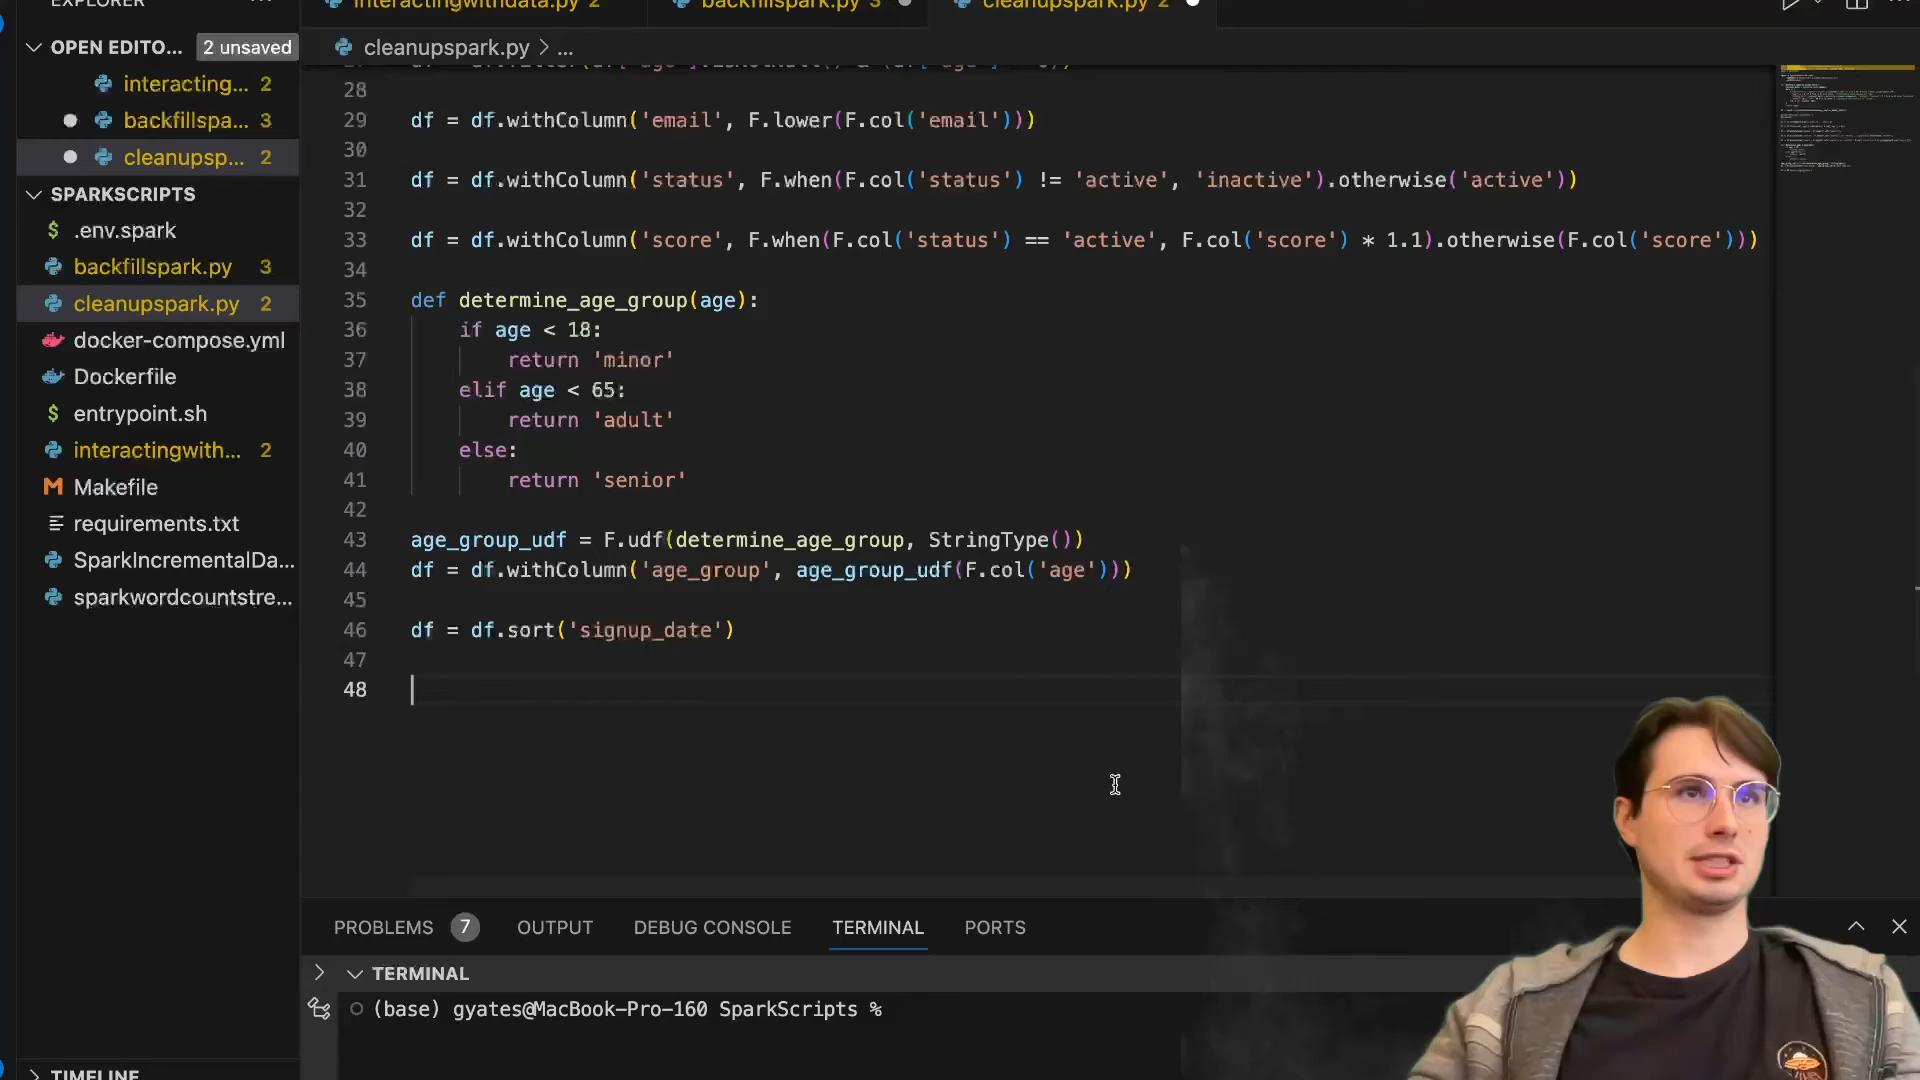 EXPLORER
interactingwithdata.py 2
backfillspark.py 3
cleanupspark.py 2
OPEN EDITO... 2 unsaved
interacting... 2
backfillspa... 3
cleanupsp... 2
SPARKSCRIPTS
.env.spark
backfillspark.py 3
cleanupspark.py 2
docker-compose.yml
Dockerfile
entrypoint.sh
interactingwith... 2
Makefile
requirements.txt
SparkIncrementalDa...
sparkwordcountstre...
TIMELINE
cleanupspark.py > ...
28
29 df = df.withColumn('email', F.lower(F.col('email')))
30
31 df = df.withColumn('status', F.when(F.col('status') != 'active', 'inactive').otherwise('active'))
32
33 df = df.withColumn('score', F.when(F.col('status') == 'active', F.col('score') * 1.1).otherwise(F.col('score')))
34
35 def determine_age_group(age):
36 if age < 18:
37 return 'minor'
38 elif age < 65:
39 return 'adult'
40 else:
41 return 'senior'
42
43 age_group_udf = F.udf(determine_age_group, StringType())
44 df = df.withColumn('age_group', age_group_udf(F.col('age')))
45
46 df = df.sort('signup_date')
47
48
PROBLEMS 7 OUTPUT DEBUG CONSOLE TERMINAL PORTS
TERMINAL
(base) gyates@MacBook-Pro-160 SparkScripts %